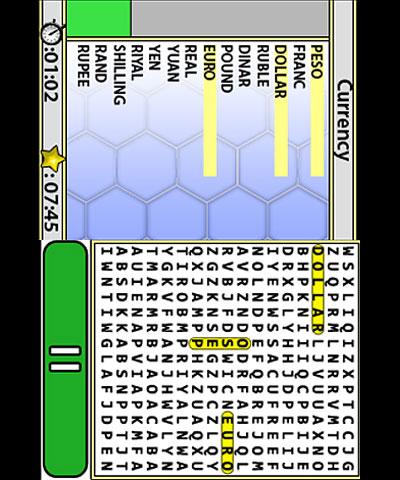 Currency
PESO
FRANC
DOLLAR
RUBLE
DINAR
POUND
EURO
REAL
YUAN
YEN
RIYAL
SHILLING
RAND
RUPEE
:01:02
:07:45
W S X L I Q I Z X P T C C J G
Z U Q P R M L N R R V M T D H
D O L L A R L J V U U A X N O
B H P K N I I I Q C P B I J E
D R X G L Y H H J D P E L I J
I Y E N W S S A C U
N O L N D P E F Q B R E J O M
A V R Z N D O D R F A H J Q L
R V B J F D S W I C N E U R O
Z G Z K N S E G Z P C Z L Q Y
Q X J A M P P H K Z U A Q X U
T I R O B M P R I Y A L N W A
Y G K V F W A N J H W V L P Y
T M A R M R B J A O A C A B A
A U I E N A P V I A P K M F A
A B S D K K A B S N P P T J T
I W N T I W G L A F J D P E N